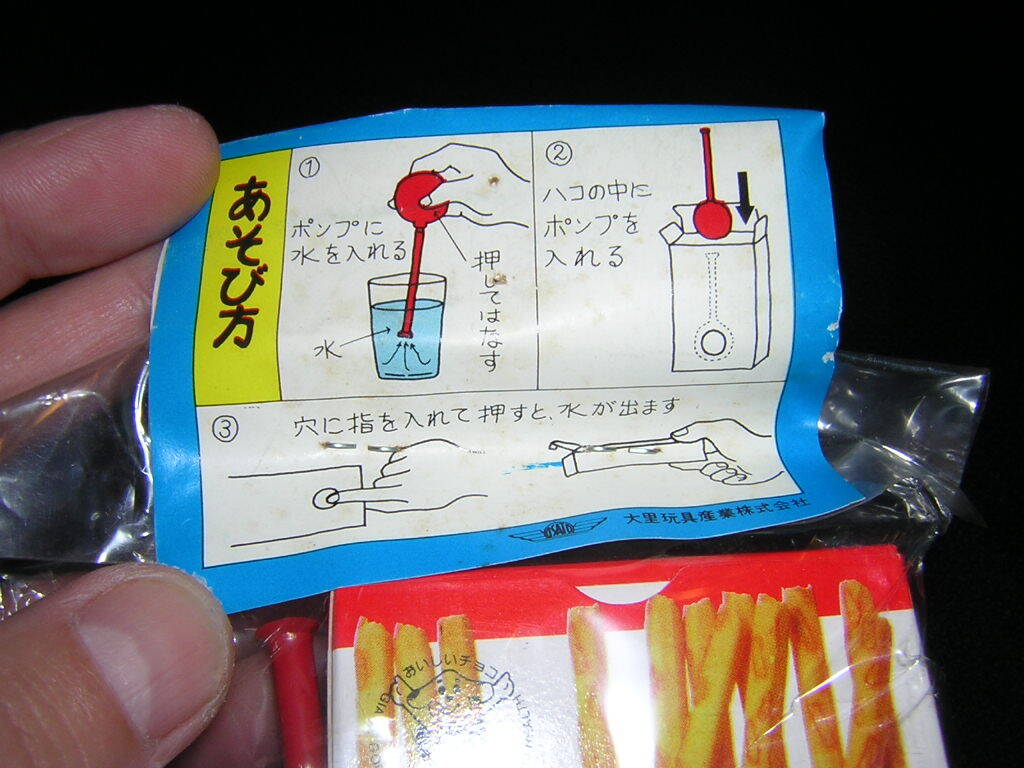 あそび方
①
ポンプに
水を入れる
押してはなす
水
②
ハコの中に
ポンプを
入れる
③
穴に指を入れて押すと、水が出ます
OSATO
大里玩具産業株式会社
おいしいチョコ